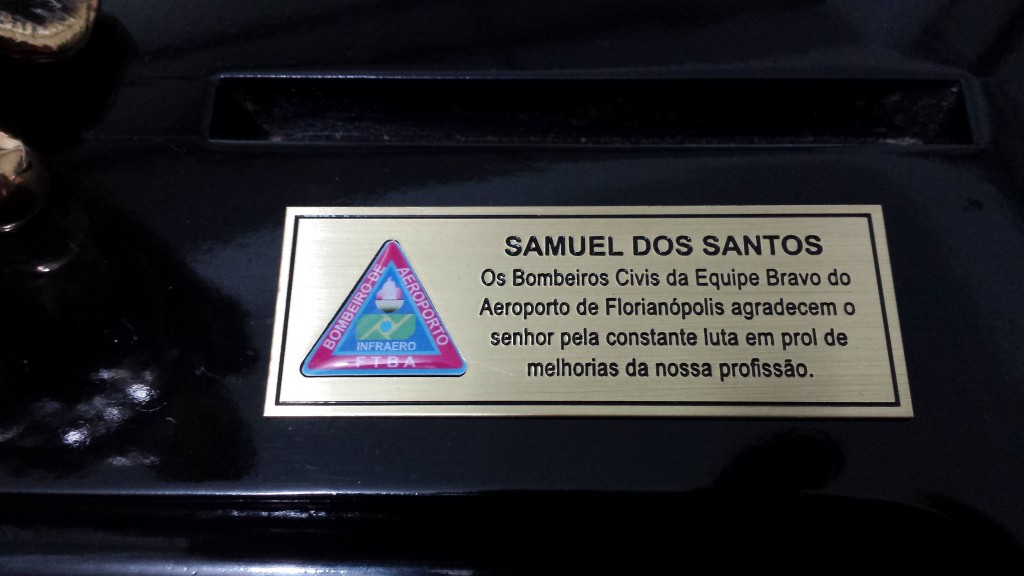 BOMBEIRO DE
AEROPORTO
INFRAERO
FTBA
SAMUEL DOS SANTOS
Os Bombeiros Civis da Equipe Bravo do
Aeroporto de Florianópolis agradecem o
senhor pela constante luta em prol de
melhorias da nossa profissão.